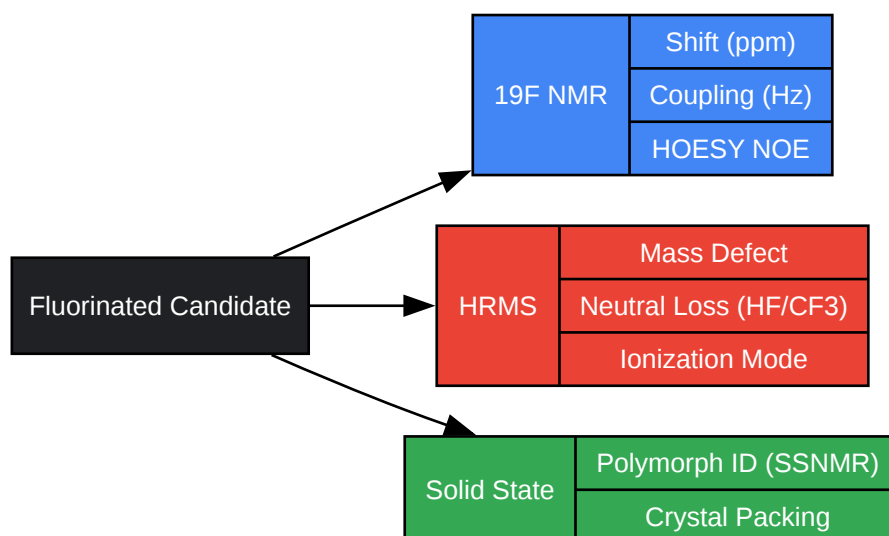 Fluorinated Candidate
19F NMR
Shift (ppm)
Coupling (Hz)
HOESY NOE
HRMS
Mass Defect
Neutral Loss (HF/CF3)
Ionization Mode
Solid State
Polymorph ID (SSNMR)
Crystal Packing